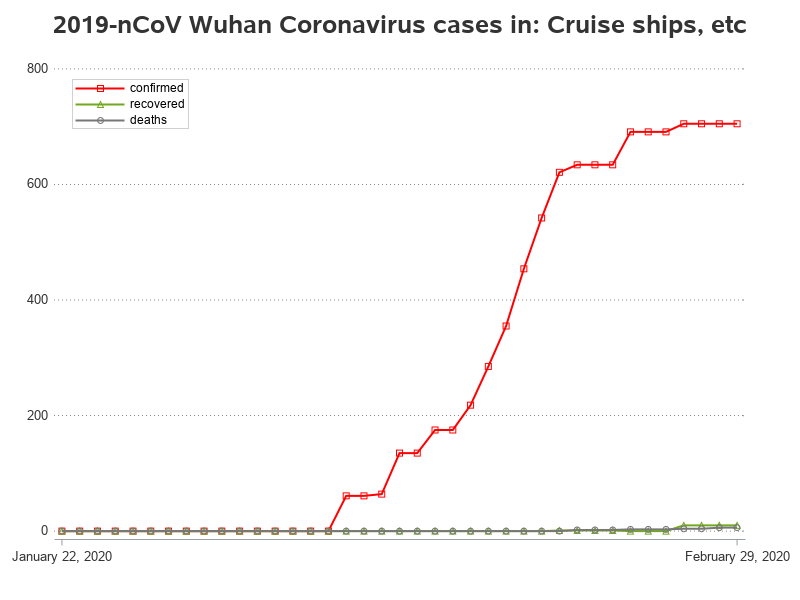 2019-nCoV Wuhan Coronavirus cases in: Cruise ships, etc
800
confirmed
recovered
deaths
600
400
200
0
January 22, 2020 February 29, 2020